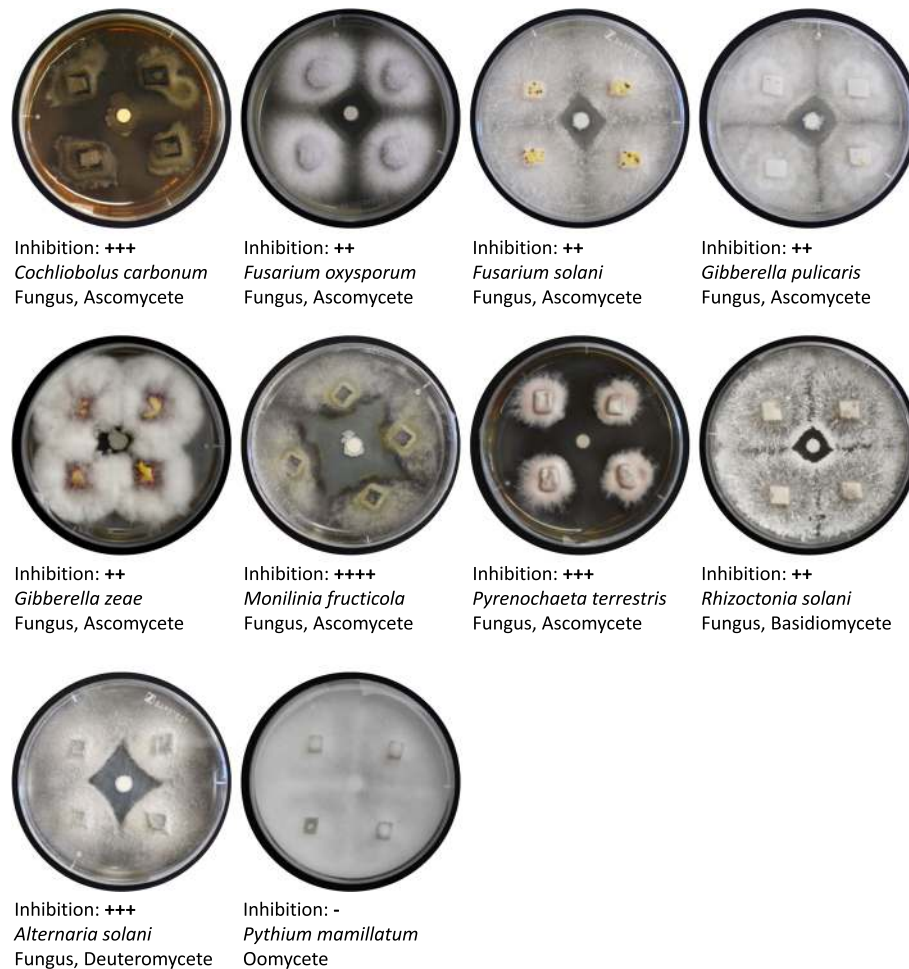 Inhibition: +++
Cochliobolus carbonum
Fungus, Ascomycete
Inhibition: ++
Fusarium oxysporum
Fungus, Ascomycete
Inhibition: ++
Fusarium solani
Fungus, Ascomycete
Inhibition: ++
Gibberella pulicaris
Fungus, Ascomycete
Inhibition: ++
Gibberella zeae
Fungus, Ascomycete
Inhibition: ++++
Monilinia fructicola
Fungus, Ascomycete
Inhibition: +++
Pyrenochaeta terrestris
Fungus, Ascomycete
Inhibition: ++
Rhizoctonia solani
Fungus, Basidiomycete
Inhibition: +++
Alternaria solani
Fungus, Deuteromycete
Inhibition: -
Pythium mamillatum
Oomycete